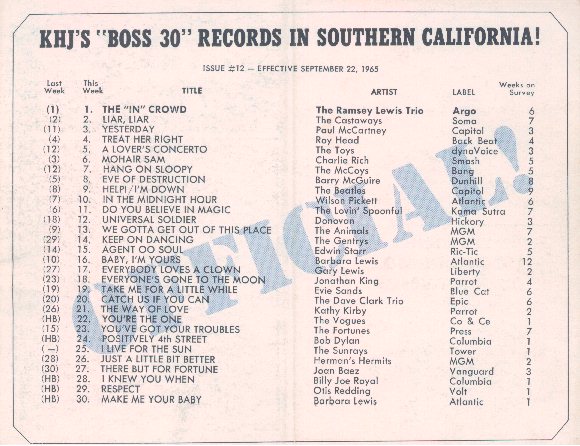 KHJ'S "BOSS 30" RECORDS IN SOUTHERN CALIFORNIA!
ISSUE #12 — EFFECTIVE SEPTEMBER 22, 1965
Last Week This Week TITLE ARTIST LABEL Weeks on Survey
(1) 1. THE "IN" CROWD The Ramsey Lewis Trio Argo 6
(2) 2. LIAR, LIAR The Castaways Soma 7
(11) 3. YESTERDAY Paul McCartney Capitol 3
(4) 4. TREAT HER RIGHT Roy Head Back Beat 4
(12) 5. A LOVER'S CONCERTO The Toys dynoVoice 3
(3) 6. MOHAIR SAM Charlie Rich Smash 5
(12) 7. HANG ON SLOOPY The McCoys Bang 5
(5) 8. EVE OF DESTRUCTION Barry McGuire Dunhill 8
(8) 9. HELP!/I'M DOWN The Beatles Capitol 9
(7) 10. IN THE MIDNIGHT HOUR Wilson Pickett Atlantic 6
(6) 11. DO YOU BELIEVE IN MAGIC The Lovin' Spoonful Kama Sutra 7
(18) 12. UNIVERSAL SOLDIER Donovan Hickory 3
(9) 13. WE GOTTA GET OUT OF THIS PLACE The Animals MGM 7
(29) 14. KEEP ON DANCING The Gentrys MGM 2
(14) 15. AGENT OO SOUL Edwin Starr Ric-Tic 5
(10) 16. BABY, I'M YOURS Barbara Lewis Atlantic 12
(27) 17. EVERYBODY LOVES A CLOWN Gary Lewis Liberty 2
(23) 18. EVERYONE'S GONE TO THE MOON Jonathan King Parrot 4
(19) 19. TAKE ME FOR A LITTLE WHILE Evie Sands Blue Cat 6
(20) 20. CATCH US IF YOU CAN The Dave Clark Trio Epic 6
(26) 21. THE WAY OF LOVE Kathy Kirby Parrot 2
(HB) 22. YOU'RE THE ONE The Vogues Co & Ce 1
(15) 23. YOU'VE GOT YOUR TROUBLES The Fortunes Press 7
(HB) 24. POSITIVELY 4th STREET Bob Dylan Columbia 1
(—) 25. I LIVE FOR THE SUN The Sunrays Tower 1
(28) 26. JUST A LITTLE BIT BETTER Herman's Hermits MGM 2
(30) 27. THERE BUT FOR FORTUNE Joan Baez Vanguard 3
(HB) 28. I KNEW YOU WHEN Billy Joe Royal Columbia 1
(HB) 29. RESPECT Otis Redding Volt 1
(HB) 30. MAKE ME YOUR BABY Barbara Lewis Atlantic 1
OFFICIAL!